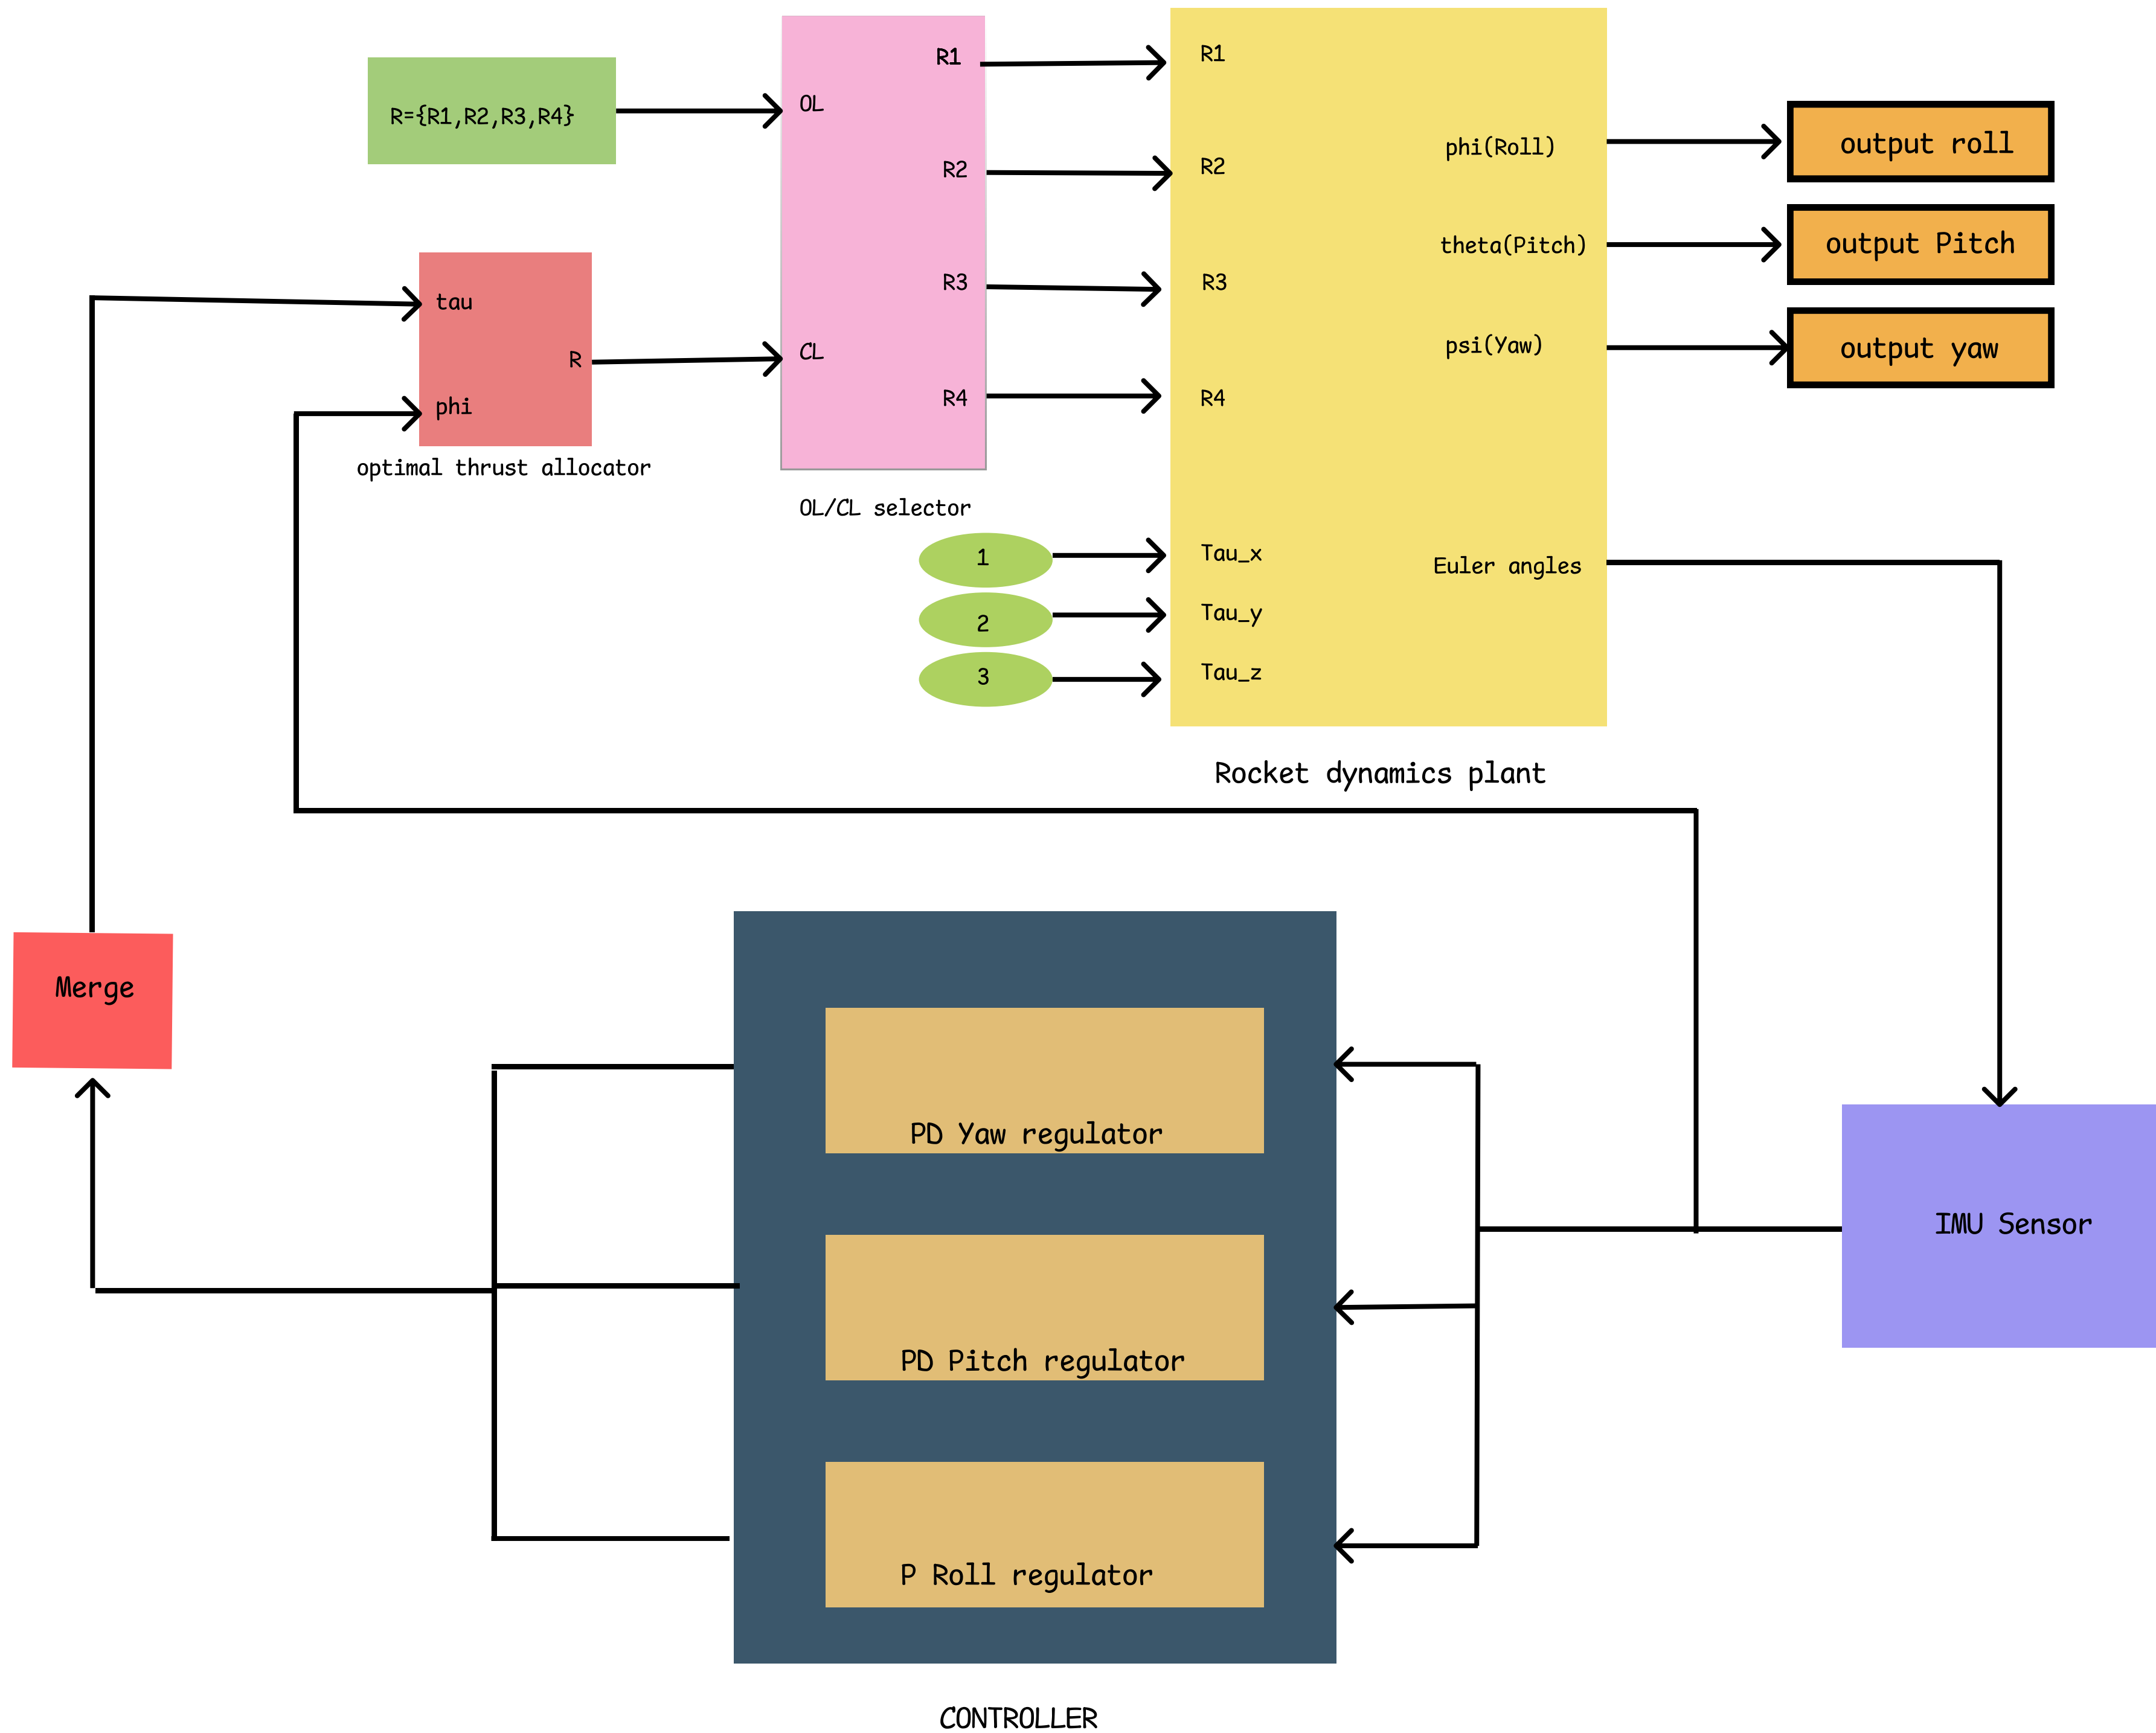 R={R1,R2,R3,R4}
OL
CL
R1
R2
R3
R4
OL/CL selector
tau
phi
R
optimal thrust allocator
R1
R2
R3
R4
Tau_x
Tau_y
Tau_z
phi(Roll)
theta(Pitch)
psi(Yaw)
Euler angles
Rocket dynamics plant
output roll
output Pitch
output yaw
1
2
3
Merge
PD Yaw regulator
PD Pitch regulator
P Roll regulator
CONTROLLER
IMU Sensor